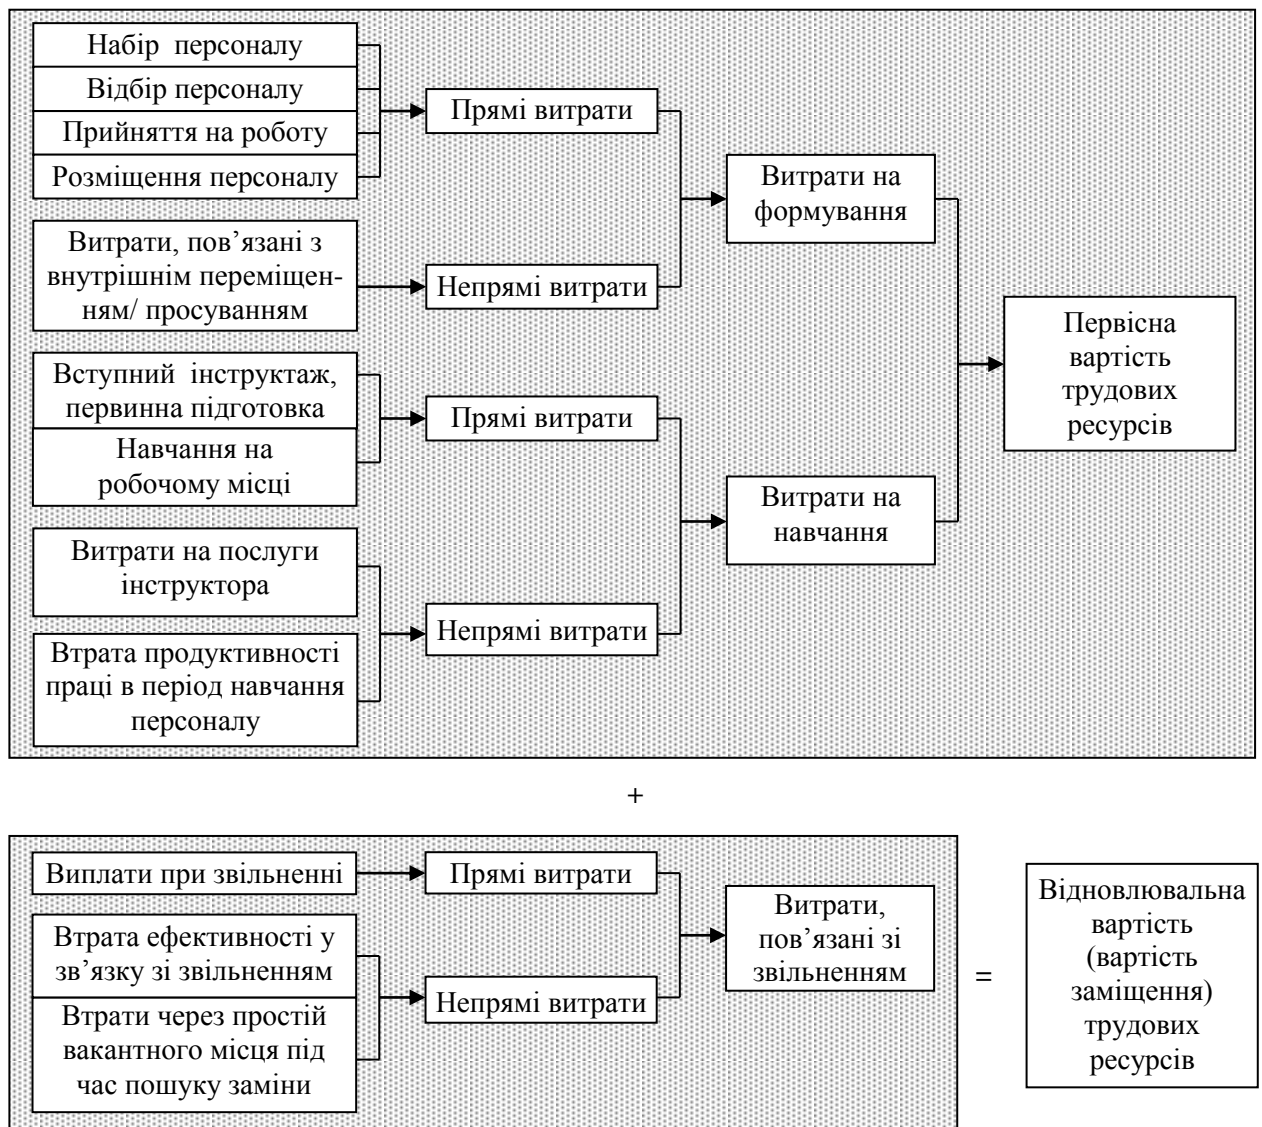 Набір персоналу
Відбір персоналу
Прийняття на роботу
Розміщення персоналу
Прямі витрати
Витрати, пов’язані з
внутрішнім переміщен-
ням/ просуванням
Непрямі витрати
Витрати на
формування
Вступний інструктаж,
первинна підготовка
Навчання на
робочому місці
Прямі витрати
Витрати на послуги
інструктора
Втрата продуктивності
праці в період навчання
персоналу
Непрямі витрати
Витрати на
навчання
Первісна
вартість
трудових
ресурсів
+
Виплати при звільненні
Прямі витрати
Втрата ефективності у
зв’язку зі звільненням
Втрати через простій
вакантного місця під
час пошуку заміни
Непрямі витрати
Витрати,
пов’язані зі
звільненням
=
Відновлювальна
вартість
(вартість
заміщення)
трудових
ресурсів